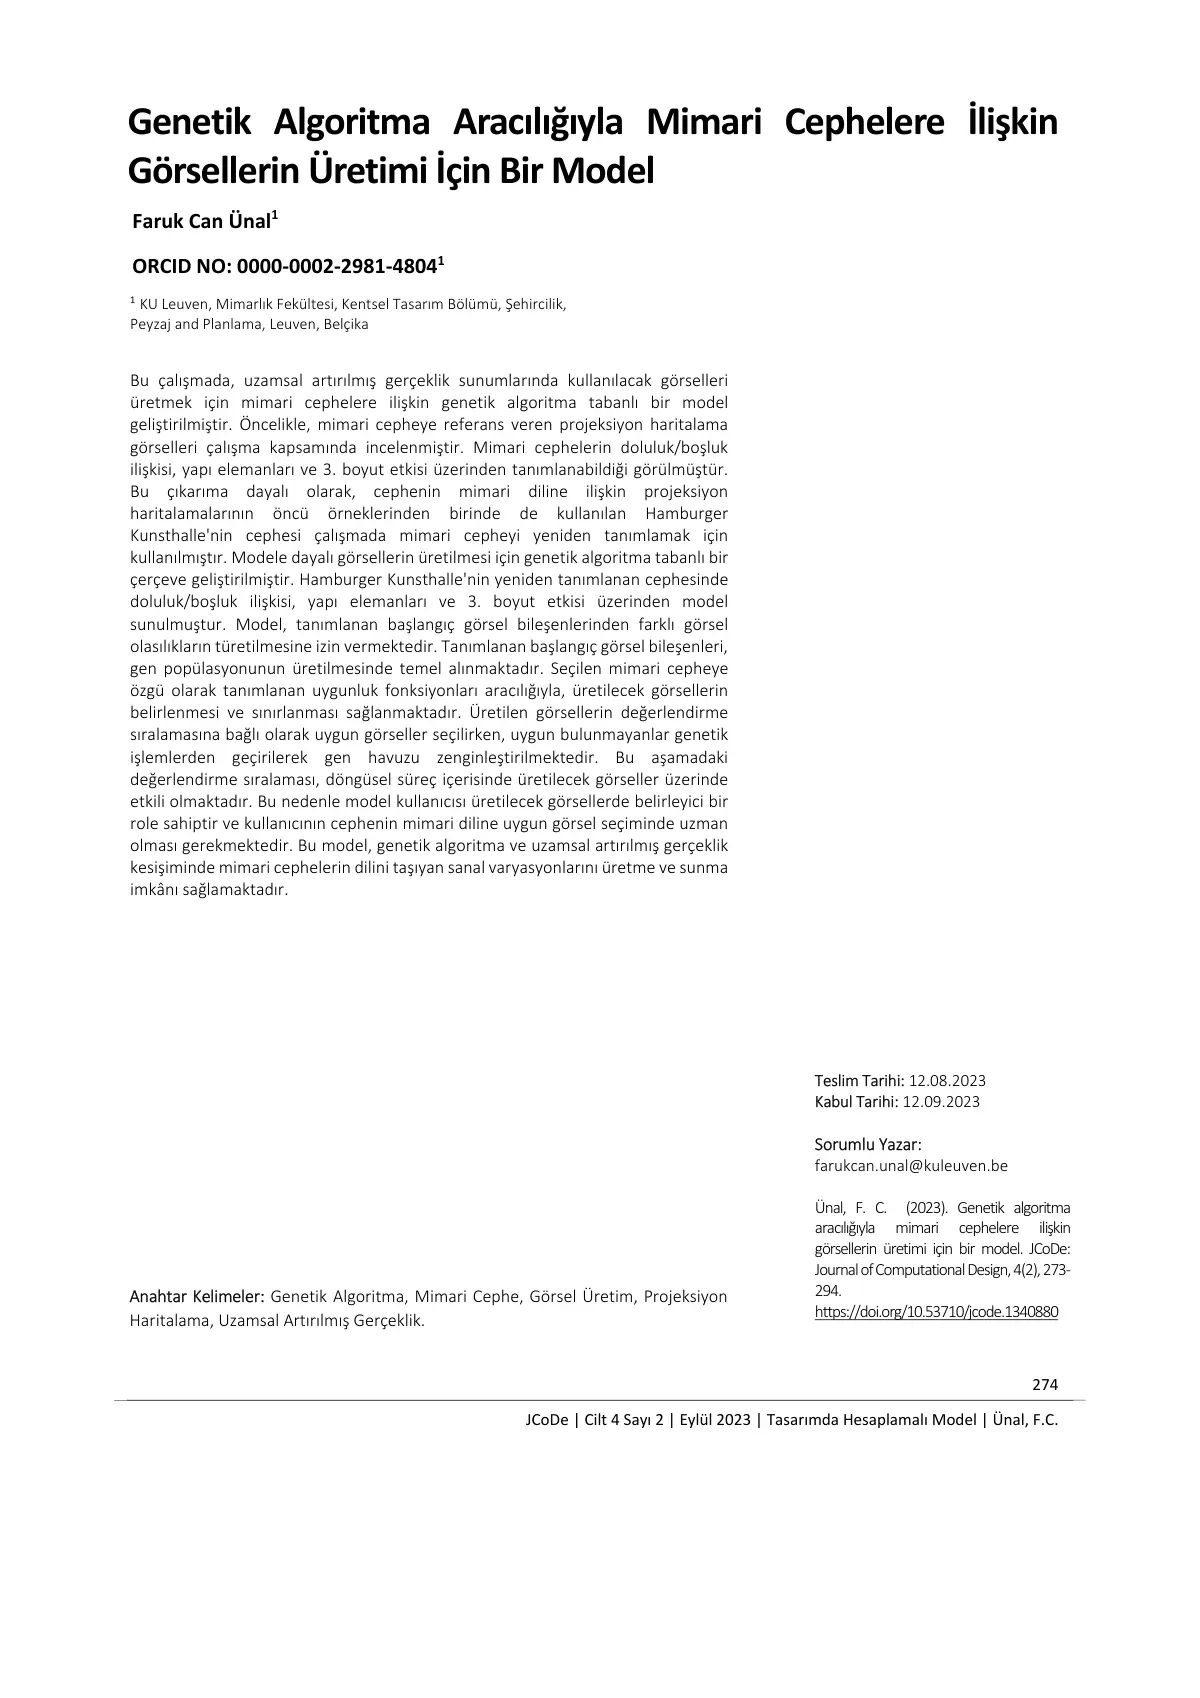 Genetik Algoritma Aracılığıyla Mimari Cephelere İlişkin
Görsellerin Üretimi İçin Bir Model
Faruk Can Ünal1
ORCID NO: 0000-0002-2981-48041
1 KU Leuven, Mimarlık Fekültesi, Kentsel Tasarım Bölümü, Şehircilik,
Peyzaj and Planlama, Leuven, Belçika
Bu çalışmada, uzamsal artırılmış gerçeklik sunumlarında kullanılacak görselleri
üretmek için mimari cephelere ilişkin genetik algoritma tabanlı bir model
geliştirilmiştir. Öncelikle, mimari cepheye referans veren projeksiyon haritalama
görselleri çalışma kapsamında incelenmiştir. Mimari cephelerin doluluk/boşluk
ilişkisi, yapı elemanları ve 3. boyut etkisi üzerinden tanımlanabildiği görülmüştür.
Bu çıkarıma dayalı olarak, cephenin mimari diline ilişkin projeksiyon
haritalamalarının öncü örneklerinden birinde de kullanılan Hamburger
Kunsthalle'nin cephesi çalışmada mimari cepheyi yeniden tanımlamak için
kullanılmıştır. Modele dayalı görsellerin üretilmesi için genetik algoritma tabanlı bir
çerçeve geliştirilmiştir. Hamburger Kunsthalle'nin yeniden tanımlanan cephesinde
doluluk/boşluk ilişkisi, yapı elemanları ve 3. boyut etkisi üzerinden model
sunulmuştur. Model, tanımlanan başlangıç görsel bileşenlerinden farklı görsel
olasılıkların türetilmesine izin vermektedir. Tanımlanan başlangıç görsel bileşenleri,
gen popülasyonunun üretilmesinde temel alınmaktadır. Seçilen mimari cepheye
özgü olarak tanımlanan uygunluk fonksiyonları aracılığıyla, üretilecek görsellerin
belirlenmesi ve sınırlanması sağlanmaktadır. Üretilen görsellerin değerlendirme
sıralamasına bağlı olarak uygun görseller seçilirken, uygun bulunmayanlar genetik
işlemlerden geçirilerek gen havuzu zenginleştirilmektedir. Bu aşamadaki
değerlendirme sıralaması, döngüsel süreç içerisinde üretilecek görseller üzerinde
etkili olmaktadır. Bu nedenle model kullanıcısı üretilecek görsellerde belirleyici bir
role sahiptir ve kullanıcının cephenin mimari diline uygun görsel seçiminde uzman
olması gerekmektedir. Bu model, genetik algoritma ve uzamsal artırılmış gerçeklik
kesişiminde mimari cephelerin dilini taşıyan sanal varyasyonlarını üretme ve sunma
imkânı sağlamaktadır.
Teslim Tarihi: 12.08.2023
Kabul Tarihi: 12.09.2023
Sorumlu Yazar:
farukcan.unal@kuleuven.be
Ünal, F. C. (2023). Genetik algoritma
aracılığıyla mimari cephelere ilişkin
görsellerin üretimi için bir model. JCoDe:
Journal of Computational Design, 4(2), 273-
294.
https://doi.org/10.53710/jcode.1340880
Anahtar Kelimeler: Genetik Algoritma, Mimari Cephe, Görsel Üretim, Projeksiyon
Haritalama, Uzamsal Artırılmış Gerçeklik.
274
JCoDe | Cilt 4 Sayı 2 | Eylül 2023 | Tasarımda Hesaplamalı Model | Ünal, F.C.